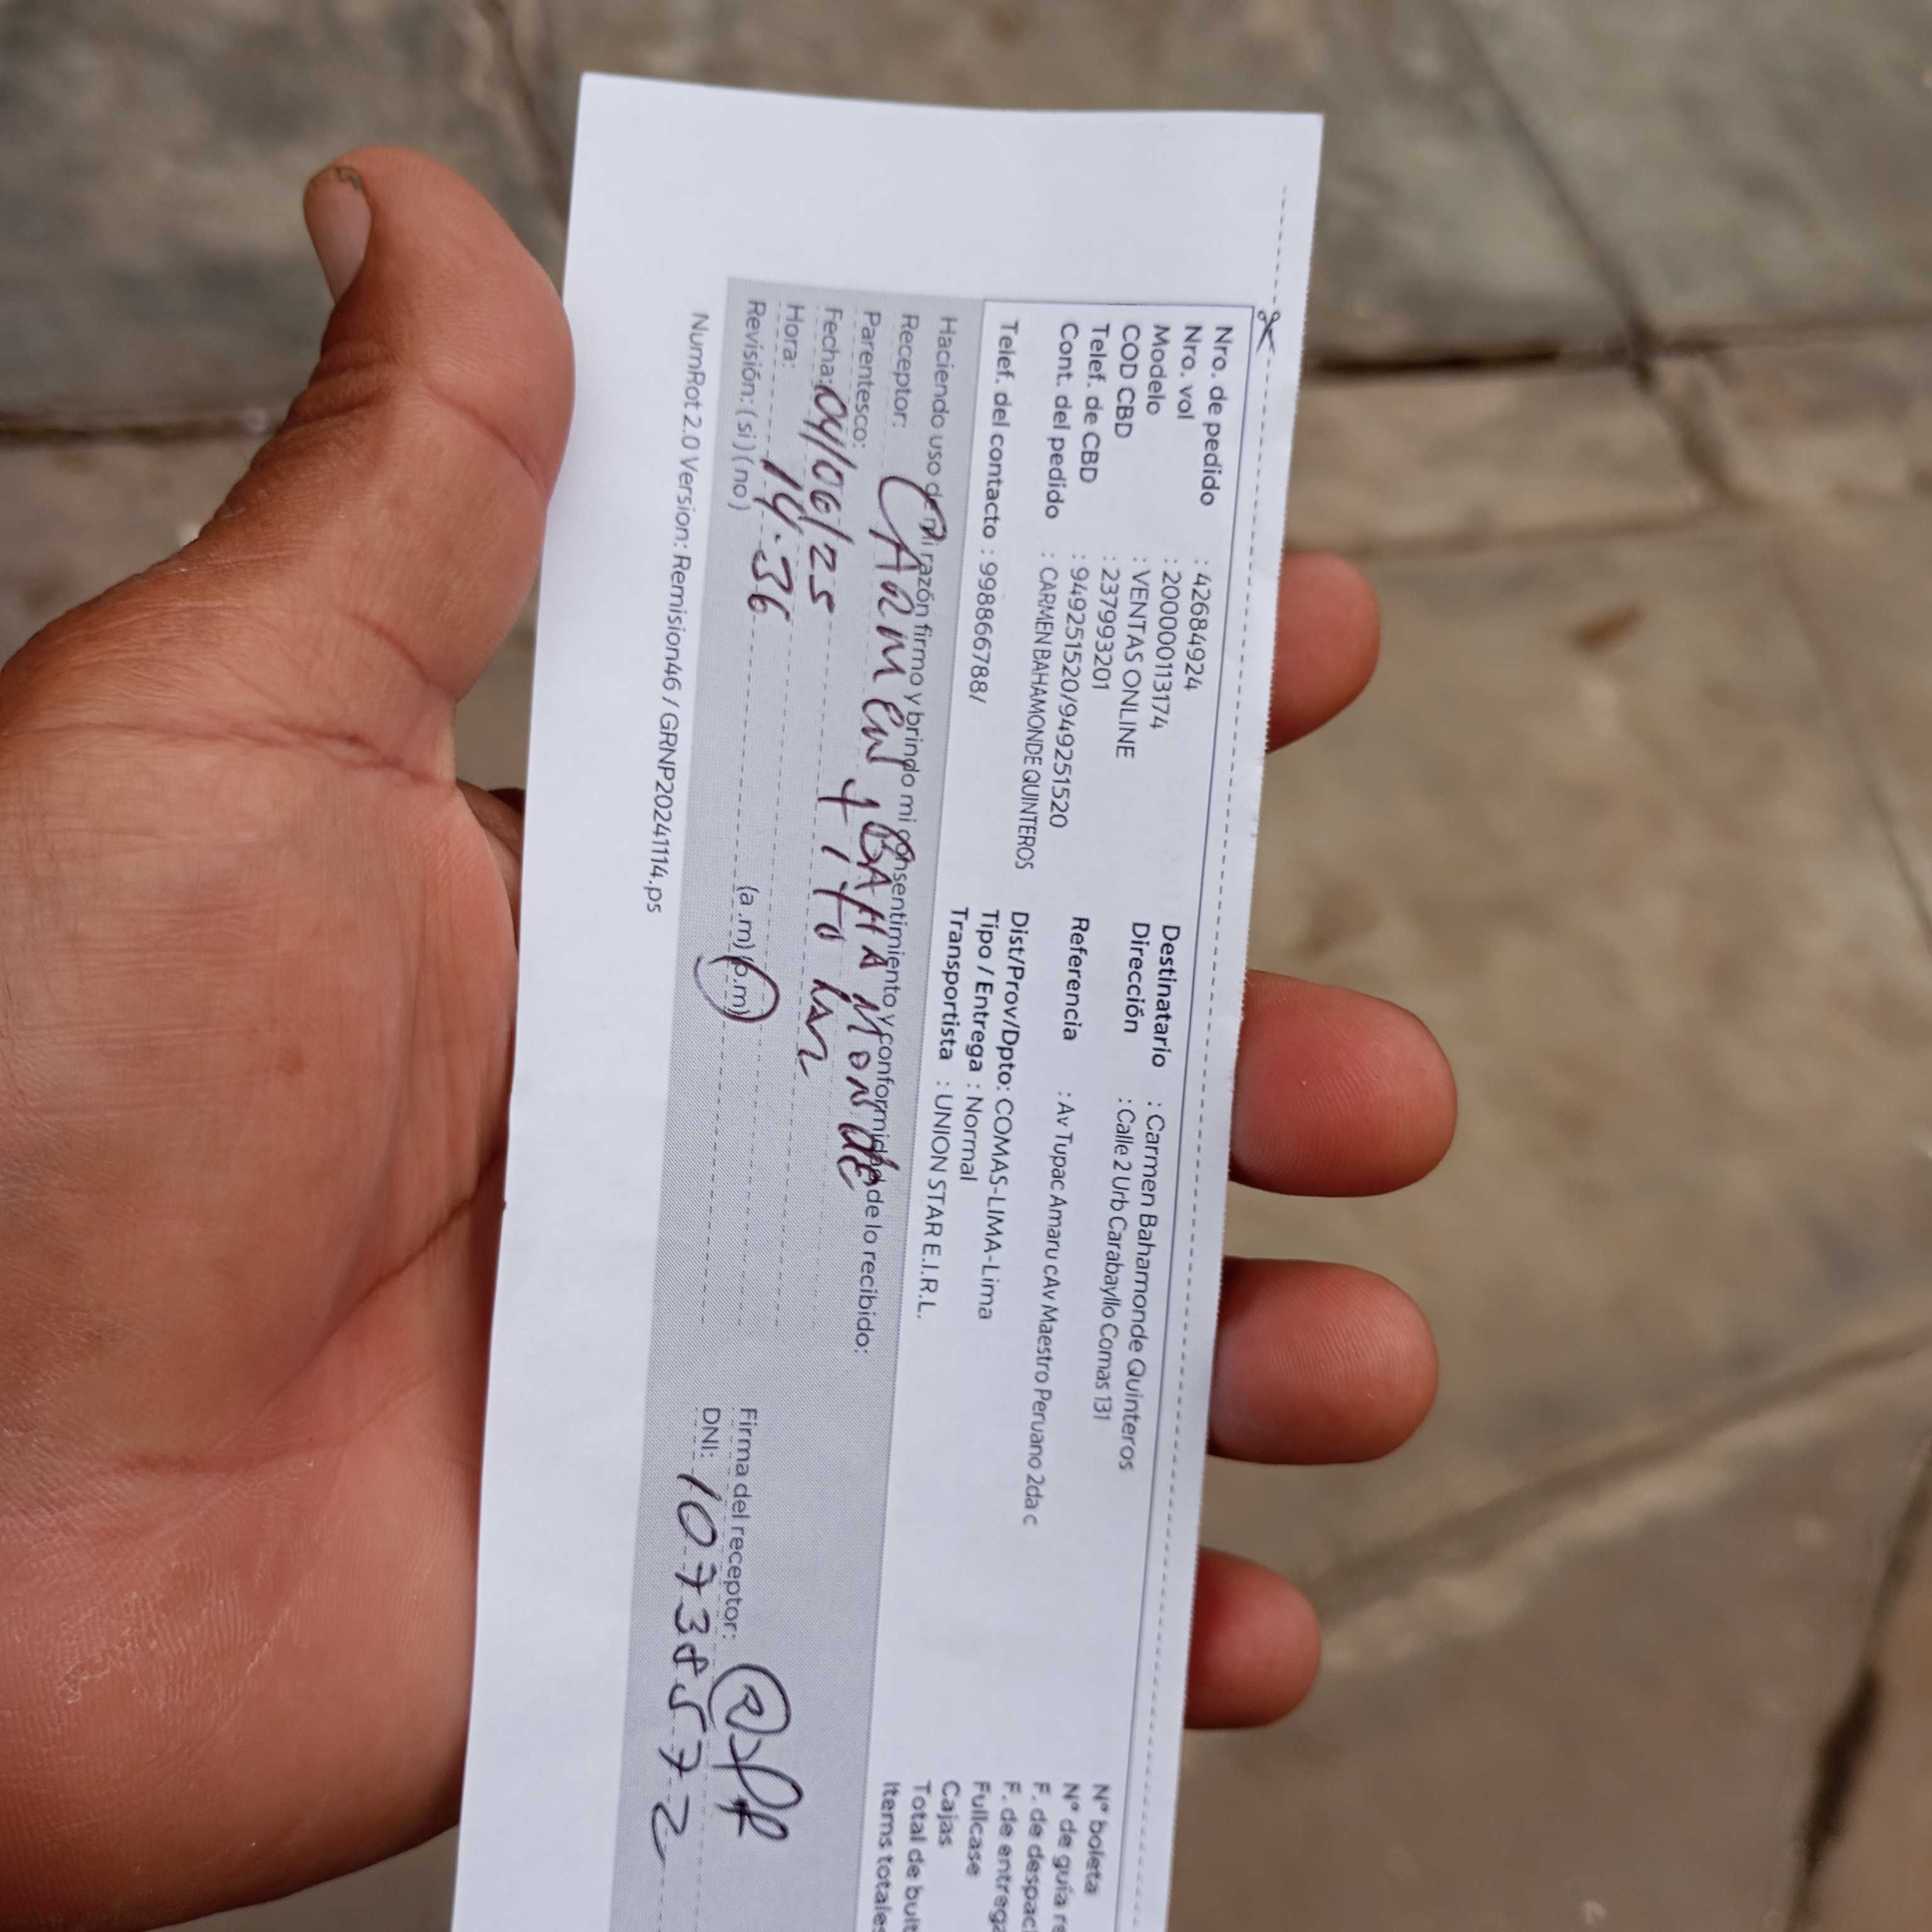 Nro. de pedido : 42684924
Nro. vol : 20000113174
Modelo : VENTAS ONLINE
COD CBD : 237993201
Telef. de CBD : 949251520/949251520
Cont. del pedido : CARMEN BAHAMONDE QUINTEROS
Telef. del contacto : 998866788/
Destinatario : Carmen Bahamonde Quinteros
Dirección : Calle 2 Urb Carabayllo Comas 131
Referencia : Av Tupac Amaru cAv Maestro Peruano 2da c
Dist/Prov/Dpto: COMAS-LIMA-Lima
Tipo / Entrega : Normal
Transportista : UNION STAR E.I.R.L.
N° boleta
N° de guía re
F. de despac
F. de entrega
Fullcase
Cajas
Total de bult
Items totales
Haciendo uso de mi razón firmo y brindo mi consentimiento y conformidad de lo recibido:
Receptor: CARMEN BAHAMONDE
Parentesco: titular
Fecha: 04/06/25
Hora: 14:36 (a.m) (p.m)
Revisión: ( si ) ( no )
Firma del receptor:
DNI: 10738572
NumRot 2.0 Version: Remision46 / GRNP20241114.ps